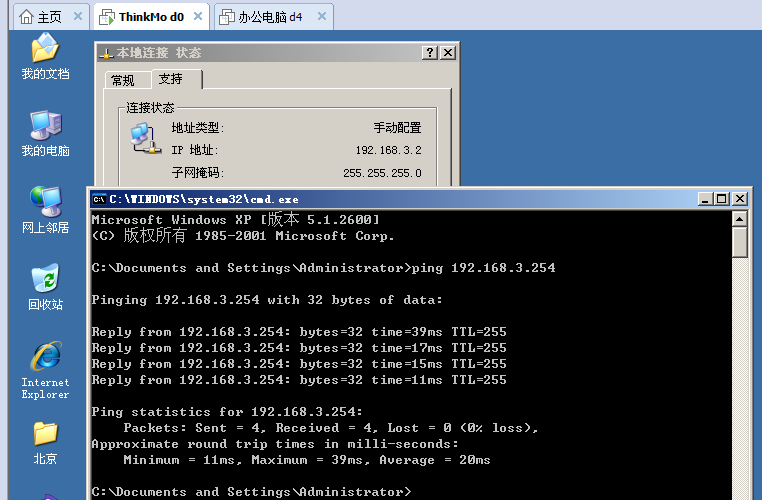 主页
ThinkMo d0
办公电脑 d4
我的文档
我的电脑
网上邻居
回收站
Internet
Explorer
北京
本地连接 状态
常规
支持
连接状态
地址类型: 手动配置
IP 地址: 192.168.3.2
子网掩码: 255.255.255.0
C:\WINDOWS\system32\cmd.exe
Microsoft Windows XP [版本 5.1.2600]
(C) 版权所有 1985-2001 Microsoft Corp.
C:\Documents and Settings\Administrator>ping 192.168.3.254
Pinging 192.168.3.254 with 32 bytes of data:
Reply from 192.168.3.254: bytes=32 time=39ms TTL=255
Reply from 192.168.3.254: bytes=32 time=17ms TTL=255
Reply from 192.168.3.254: bytes=32 time=15ms TTL=255
Reply from 192.168.3.254: bytes=32 time=11ms TTL=255
Ping statistics for 192.168.3.254:
Packets: Sent = 4, Received = 4, Lost = 0 (0% loss),
Approximate round trip times in milli-seconds:
Minimum = 11ms, Maximum = 39ms, Average = 20ms
C:\Documents and Settings\Administrator>